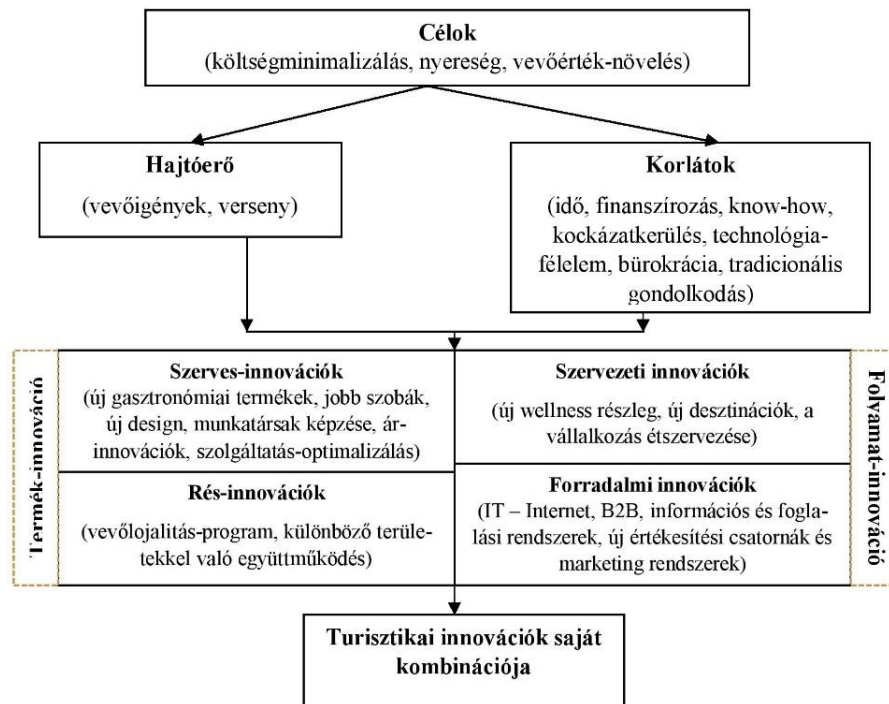 Célok
(költségminimalizálás, nyereség, vevőérték-növelés)
Hajtóerő
(vevőigények, verseny)
Korlátok
(idő, finanszírozás, know-how,
kockázatkerülés, technológia-
félelem, bürokrácia, tradicionális
gondolkodás)
Termék-innováció
Szerves-innovációk
(új gasztronómiai termékek, jobb szobák,
új design, munkatársak képzése, ár-
innovációk, szolgáltatás-optimalizálás)
Szervezeti innovációk
(új wellness részleg, új desztinációk, a
vállalkozás étszervezése)
Rés-innovációk
(vevőlojalitás-program, különböző terüle-
tekkel való együttműködés)
Forradalmi innovációk
(IT – Internet, B2B, információs és fogla-
lási rendszerek, új értékesítési csatornák és
marketing rendszerek)
Folyamat-innováció
Turisztikai innovációk saját
kombinációja